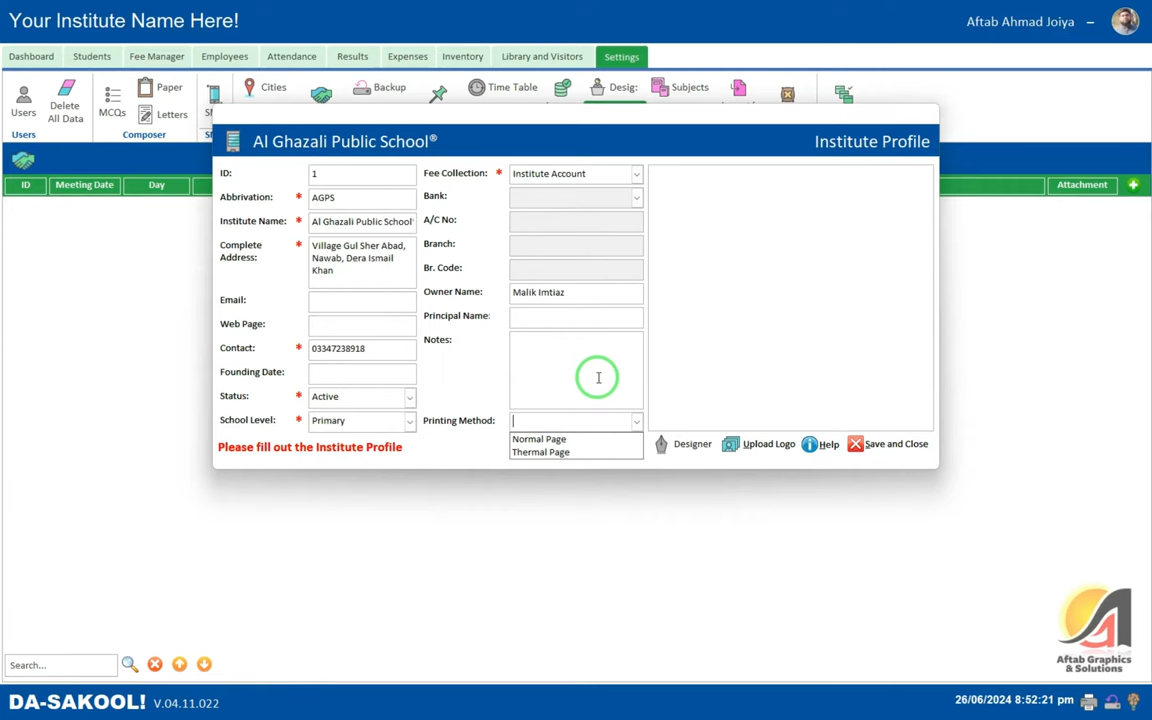 Your Institute Name Here!
Aftab Ahmad Joiya
Dashboard Students Fee Manager Employees Attendance Results Expenses Inventory Library and Visitors Settings
Users
Delete
All Data
MCQs
Paper
Letters
Cities
Backup
Time Table
Desig:
Subjects
Users
Composer
Al Ghazali Public School®
Institute Profile
ID Meeting Date Day Attachment
ID: 1
Abbrivation: * AGPS
Institute Name: * Al Ghazali Public School
Complete
Address:
*
Village Gul Sher Abad,
Nawab, Dera Ismail
Khan
Email:
Web Page:
Contact: * 03347238918
Founding Date:
Status: * Active
School Level: * Primary
Please fill out the Institute Profile
Fee Collection: * Institute Account
Bank:
A/C No:
Branch:
Br. Code:
Owner Name: Malik Imtiaz
Principal Name:
Notes:
Printing Method:
Normal Page
Thermal Page
Designer Upload Logo Help Save and Close
Aftab Graphics
& Solutions
Search...
DA-SAKOOL! V.04.11.022
26/06/2024 8:52:21 pm